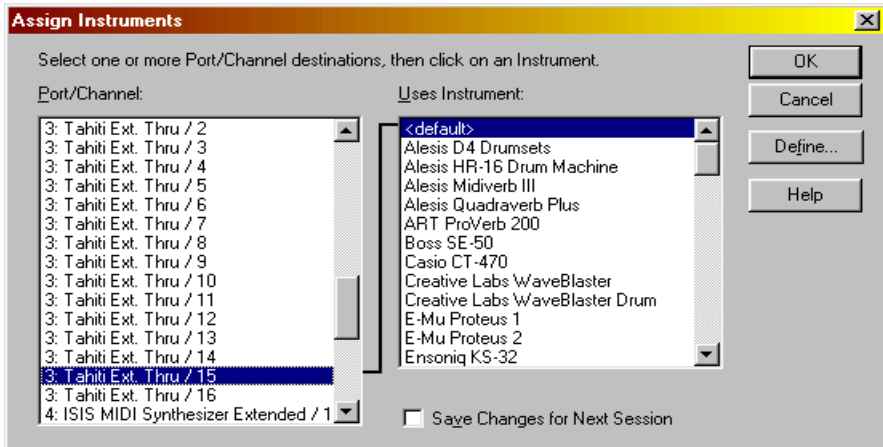 Assign Instruments
Select one or more Port/Channel destinations, then click on an Instrument.
Port/Channel:
3: Tahiti Ext. Thru / 2
3: Tahiti Ext. Thru / 3
3: Tahiti Ext. Thru / 4
3: Tahiti Ext. Thru / 5
3: Tahiti Ext. Thru / 6
3: Tahiti Ext. Thru / 7
3: Tahiti Ext. Thru / 8
3: Tahiti Ext. Thru / 9
3: Tahiti Ext. Thru / 10
3: Tahiti Ext. Thru / 11
3: Tahiti Ext. Thru / 12
3: Tahiti Ext. Thru / 13
3: Tahiti Ext. Thru / 14
3: Tahiti Ext. Thru / 15
3: Tahiti Ext. Thru / 16
4: ISIS MIDI Synthesizer Extended / 1
Uses Instrument:
<default>
Alesis D4 Drumsets
Alesis HR-16 Drum Machine
Alesis Midiverb III
Alesis Quadraverb Plus
ART ProVerb 200
Boss SE-50
Casio CT-470
Creative Labs WaveBlaster
Creative Labs WaveBlaster Drum
E-Mu Proteus 1
E-Mu Proteus 2
Ensoniq KS-32
Save Changes for Next Session
OK
Cancel
Define...
Help